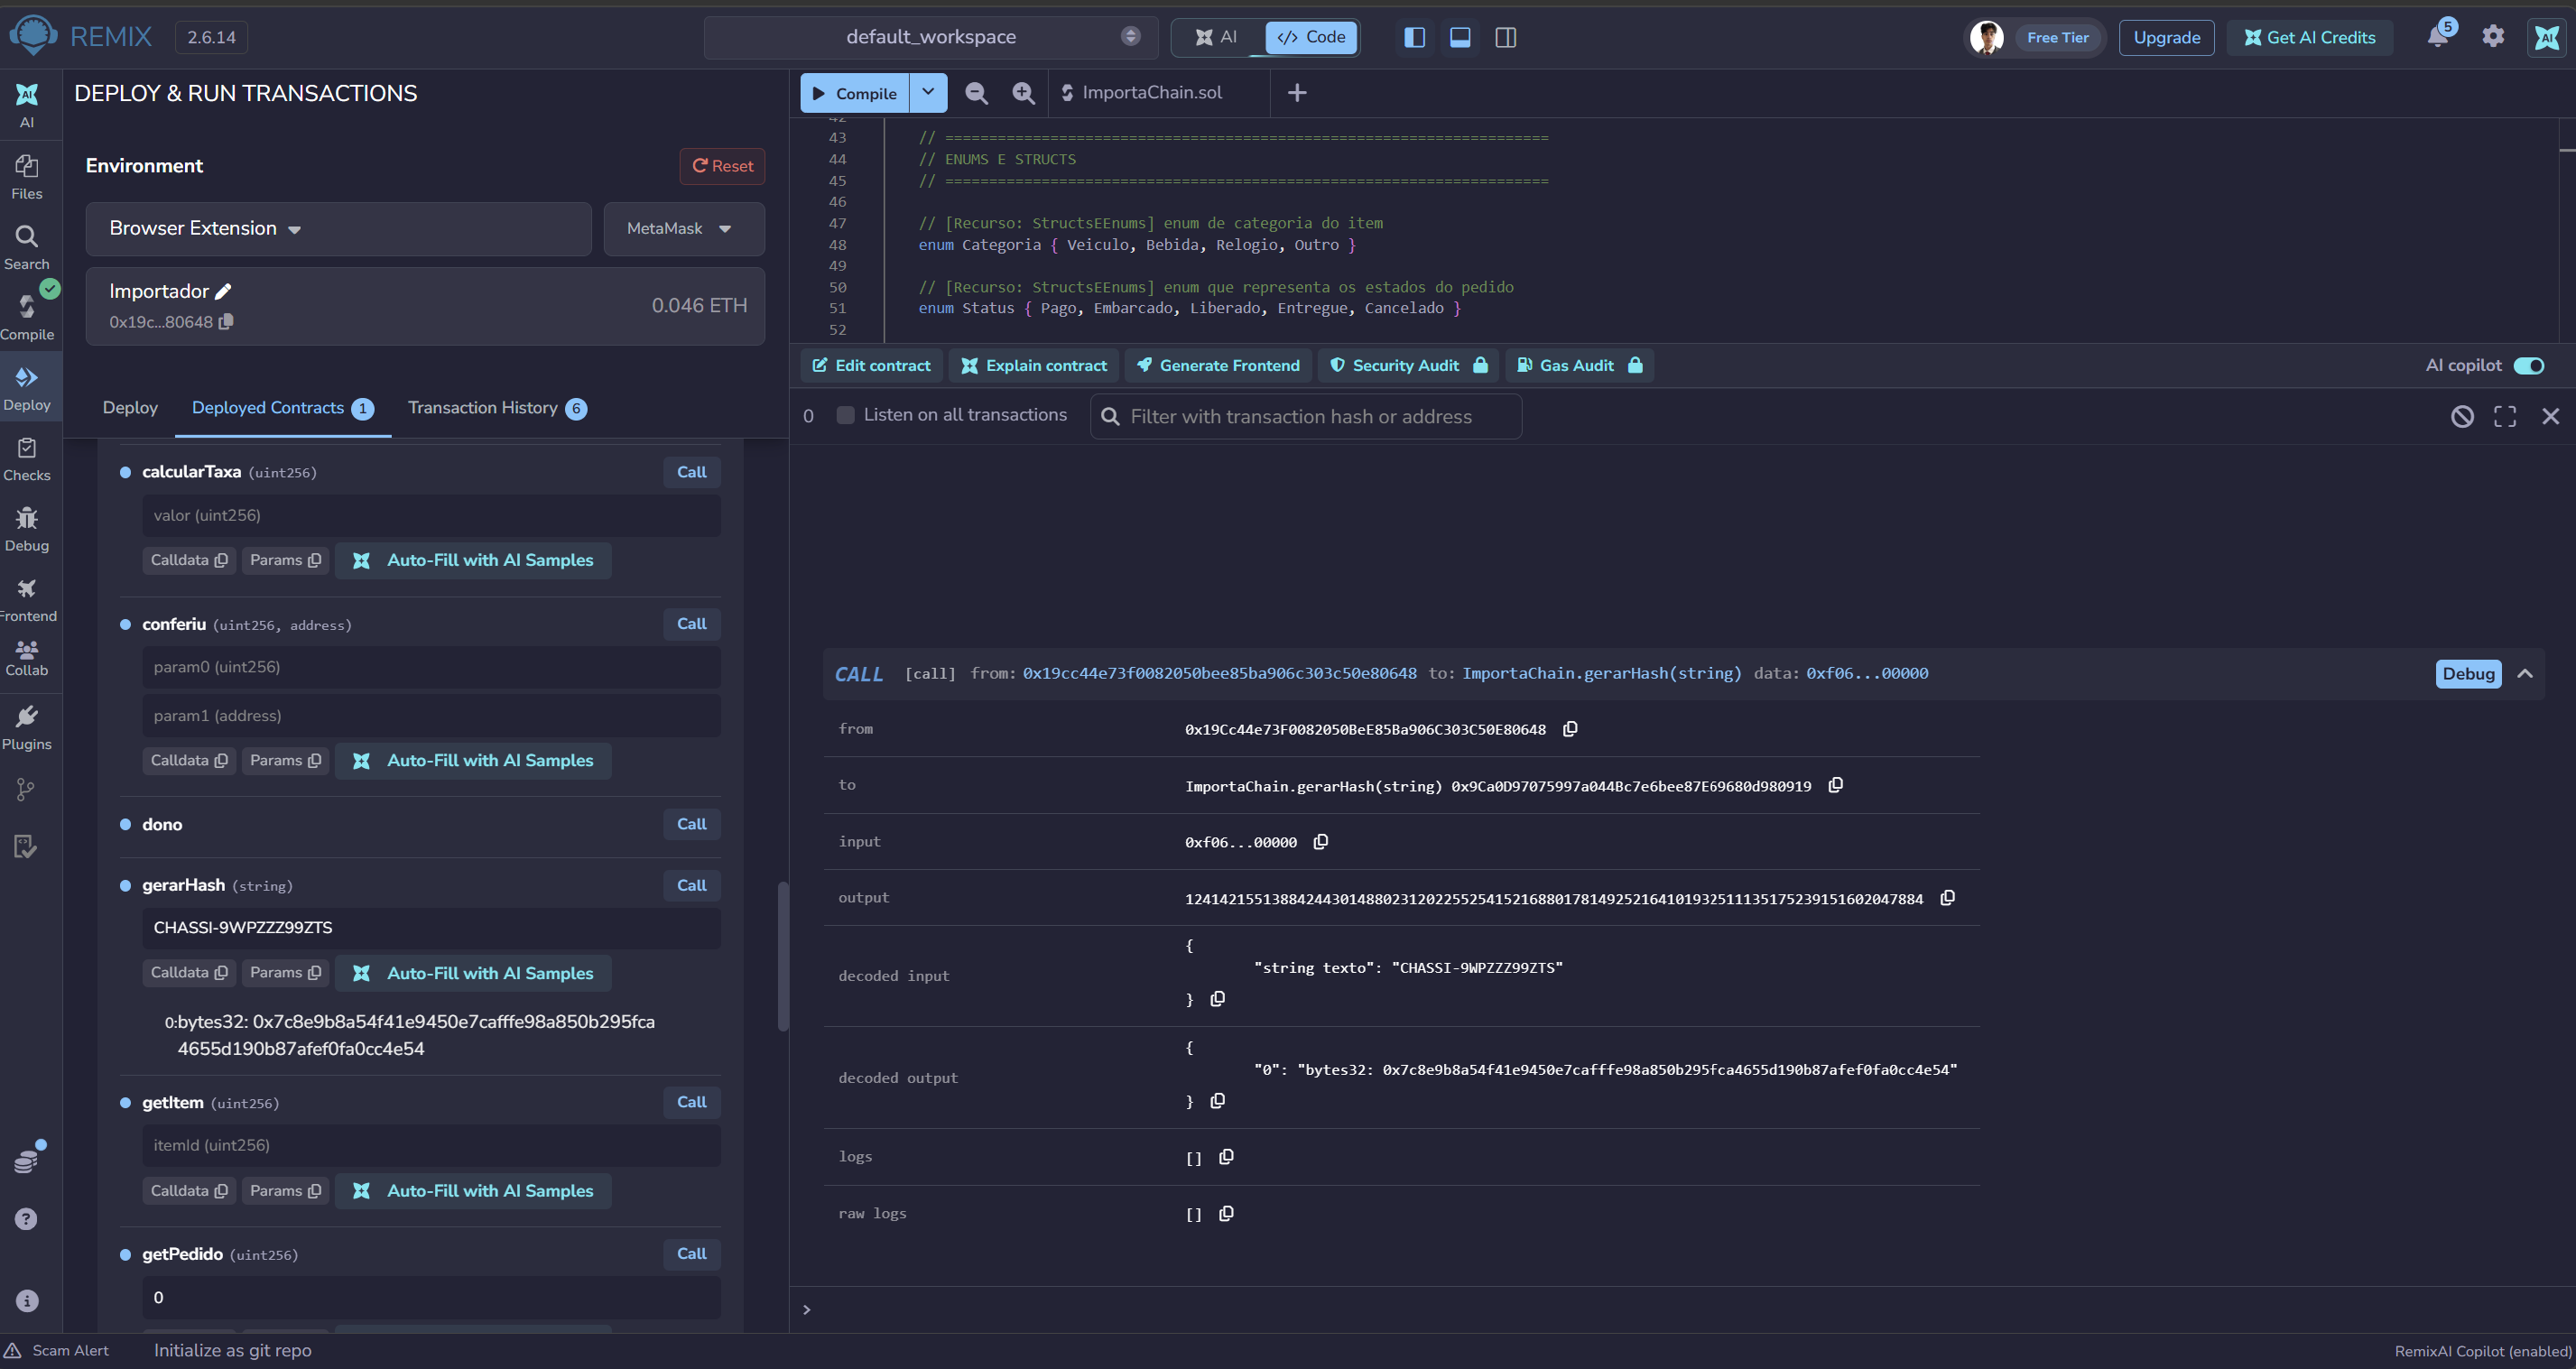 REMIX 2.6.14 default_workspace AI </> Code Free Tier Upgrade Get AI Credits 5 AI
AI
Files
Search
Compile
Deploy
Checks
Debug
Frontend
Collab
Plugins
DEPLOY & RUN TRANSACTIONS
Environment Reset
Browser Extension MetaMask
Importador
0x19c...80648 0.046 ETH
Deploy Deployed Contracts 1 Transaction History 6
calcularTaxa (uint256) Call
valor (uint256)
Calldata Params Auto-Fill with AI Samples
conferiu (uint256, address) Call
param0 (uint256)
param1 (address)
Calldata Params Auto-Fill with AI Samples
dono Call
gerarHash (string) Call
CHASSI-9WPZZZ99ZTS
Calldata Params Auto-Fill with AI Samples
0:bytes32: 0x7c8e9b8a54f41e9450e7cafffe98a850b295fca
4655d190b87afef0fa0cc4e54
getItem (uint256) Call
itemId (uint256)
Calldata Params Auto-Fill with AI Samples
getPedido (uint256) Call
0
Compile ImportaChain.sol
42
43 // =====================================================================
44 // ENUMS E STRUCTS
45 // =====================================================================
46
47 // [Recurso: StructsEEnums] enum de categoria do item
48 enum Categoria { Veiculo, Bebida, Relogio, Outro }
49
50 // [Recurso: StructsEEnums] enum que representa os estados do pedido
51 enum Status { Pago, Embarcado, Liberado, Entregue, Cancelado }
52
Edit contract Explain contract Generate Frontend Security Audit Gas Audit AI copilot
0 Listen on all transactions Filter with transaction hash or address
CALL [call] from: 0x19cc44e73f0082050bee85ba906c303c50e80648 to: ImportaChain.gerarHash(string) data: 0xf06...00000 Debug
from 0x19Cc44e73F0082050BeE85Ba906C303C50E80648
to ImportaChain.gerarHash(string) 0x9Ca0D97075997a044Bc7e6bee87E69680d980919
input 0xf06...00000
output 124142155138842443014880231202255254152168801781492521641019325111351752391516020​47884
{
decoded input "string texto": "CHASSI-9WPZZZ99ZTS"
}
{
decoded output "0": "bytes32: 0x7c8e9b8a54f41e9450e7cafffe98a850b295fca4655d190b87afef0fa0cc4e54"
}
logs []
raw logs []
>
Scam Alert Initialize as git repo RemixAI Copilot (enabled)